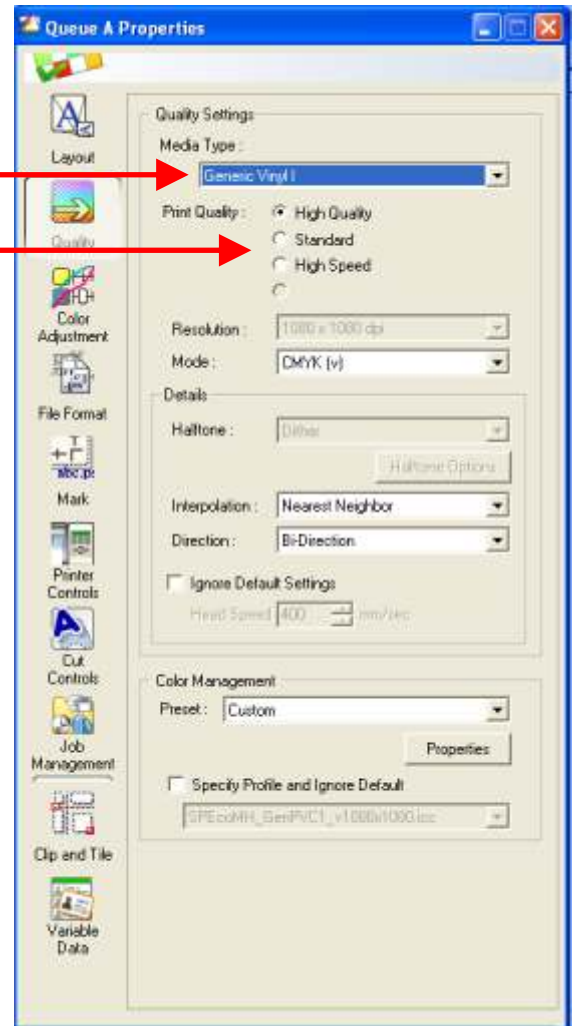 Queue A Properties
Layout
Quality
Color
Adjustment
File Format
Mark
Printer
Controls
Cut
Controls
Job
Management
Clip and Tile
Variable
Data
Quality Settings
Media Type :
Generic Vinyl I
Print Quality : High Quality
Standard
High Speed
Resolution : 1080 x 1080 dpi
Mode : CMYK (v)
Details
Halftone : Dither
Halftone Options
Interpolation : Nearest Neighbor
Direction : Bi-Direction
Ignore Default Settings
Head Speed 400 mm/sec
Color Management
Preset : Custom
Properties
Specify Profile and Ignore Default